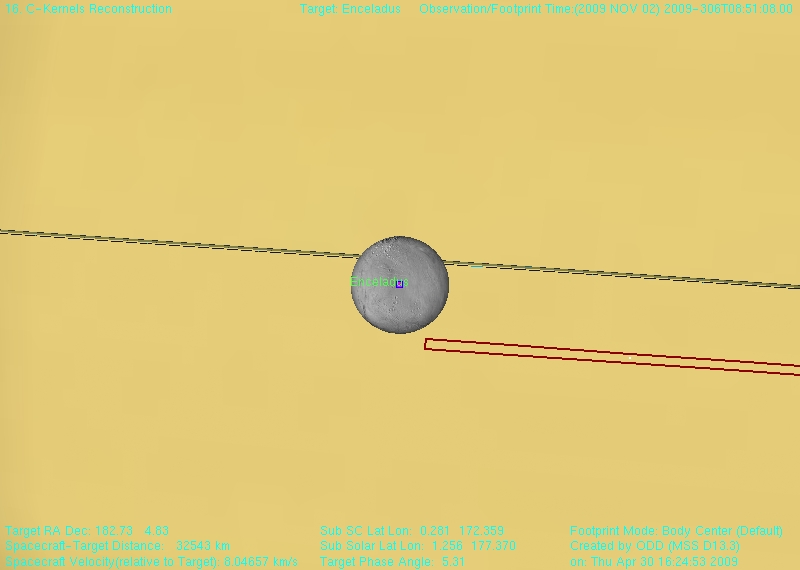 18. C-Kernels Reconstruction Target: Enceladus Observation/Footprint Time:(2009 NOV 02) 2009-306T08:51:06.00
Enceladus
Target RA Dec: 182.73 4.83 Sub SC Lat Lon: 0.281 172.359 Footprint Mode: Body Center (Default)
Spacecraft-Target Distance: 32543 km Sub Solar Lat Lon: 1.256 177.370 Created by ODD (MSS D13.3)
Spacecraft Velocity(relative to Target): 8.04657 km/s Target Phase Angle: 5.31 on: Thu Apr 30 16:24:53 2009